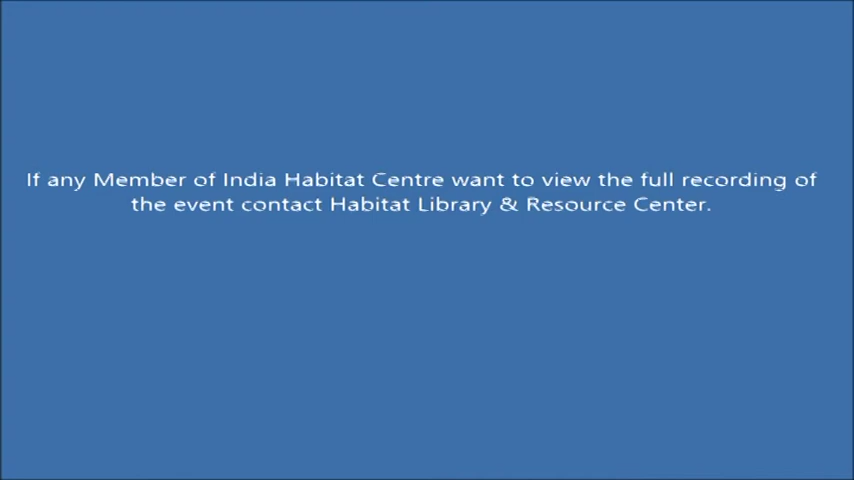 If any Member of India Habitat Centre want to view the full recording of
the event contact Habitat Library & Resource Center.